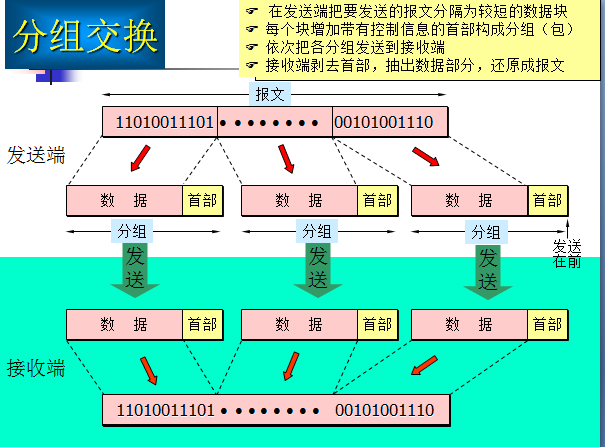 分组交换
☞ 在发送端把要发送的报文分隔为较短的数据块
☞ 每个块增加带有控制信息的首部构成分组（包）
☞ 依次把各分组发送到接收端
☞ 接收端剥去首部，抽出数据部分，还原成报文
报文
11010011101 ●●●●●●●● 00101001110
发送端
数 据 首部 数 据 首部 数 据 首部
分组 分组 分组
发送 发送 发送
发送
在前
数 据 首部 数 据 首部 数 据 首部
接收端
11010011101 ●●●●●●●● 00101001110